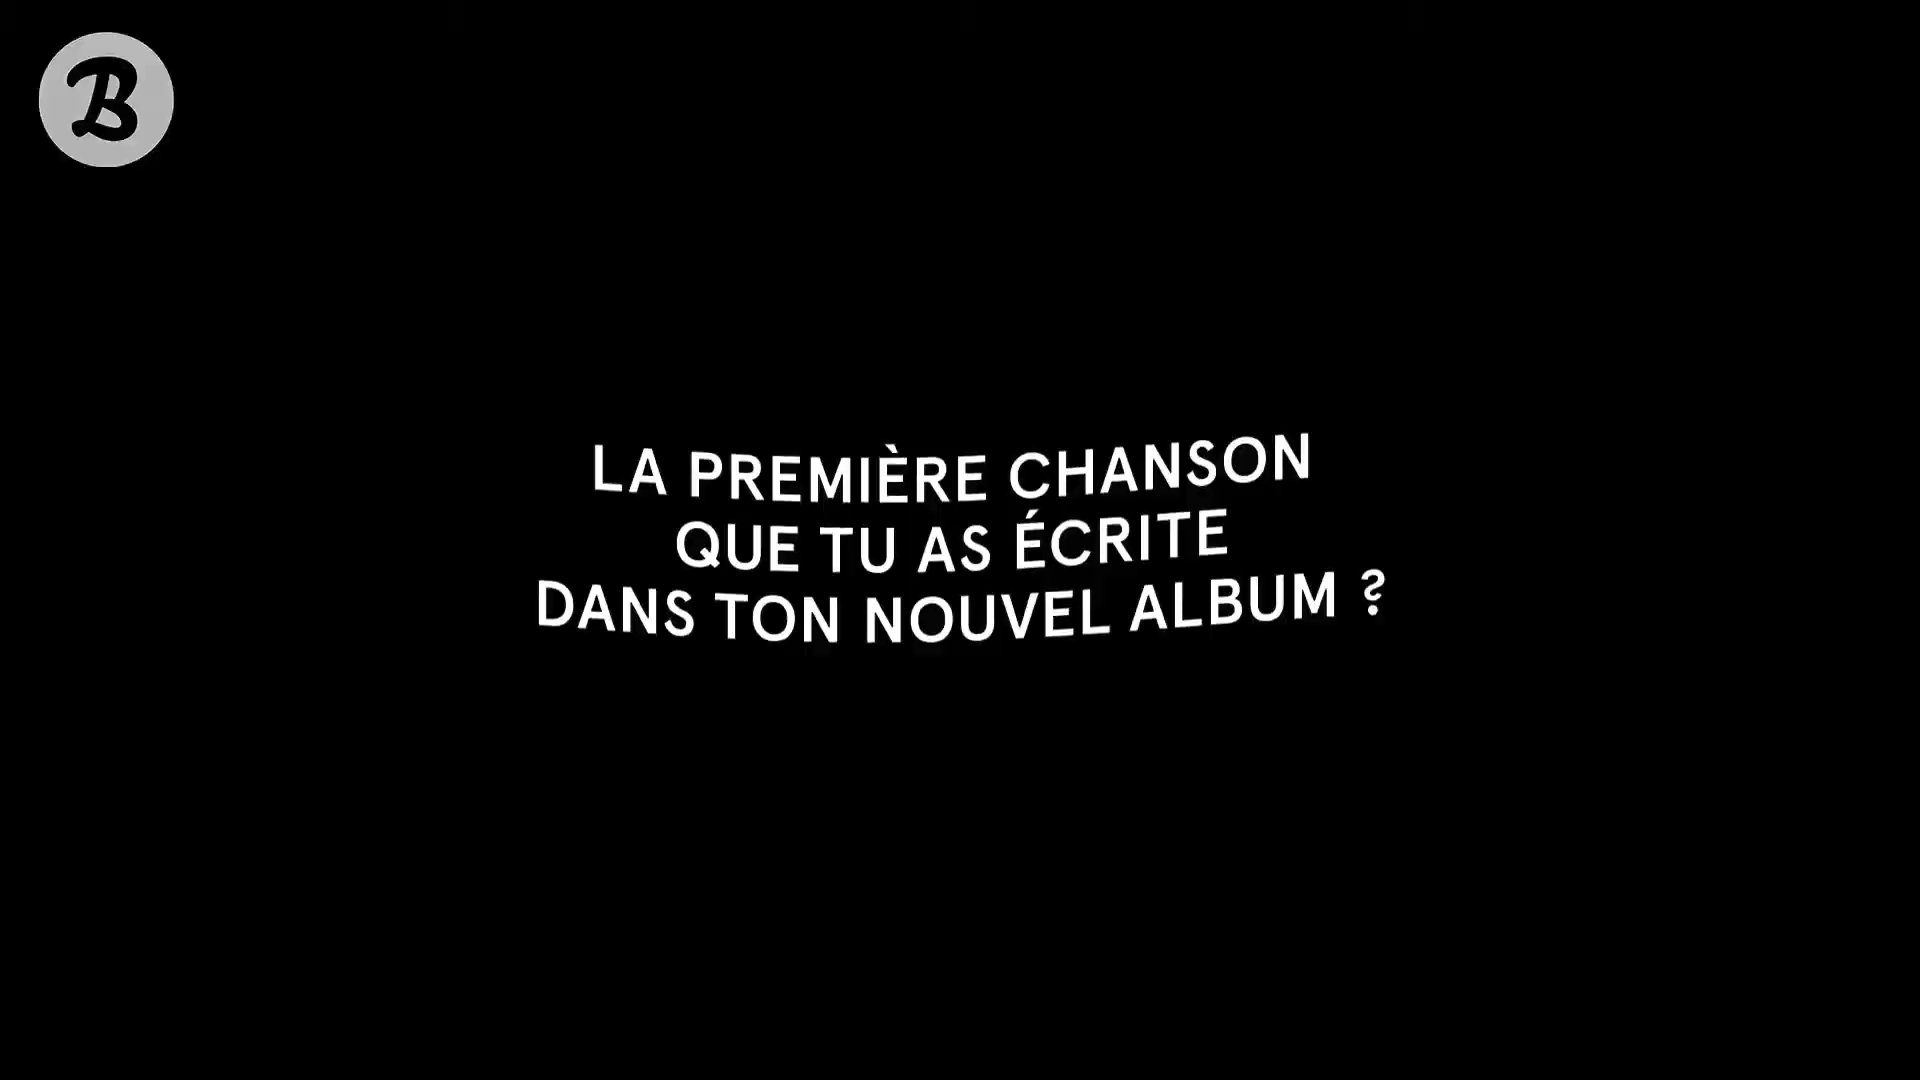 B
LA PREMIÈRE CHANSON
QUE TU AS ÉCRITE
DANS TON NOUVEL ALBUM ?